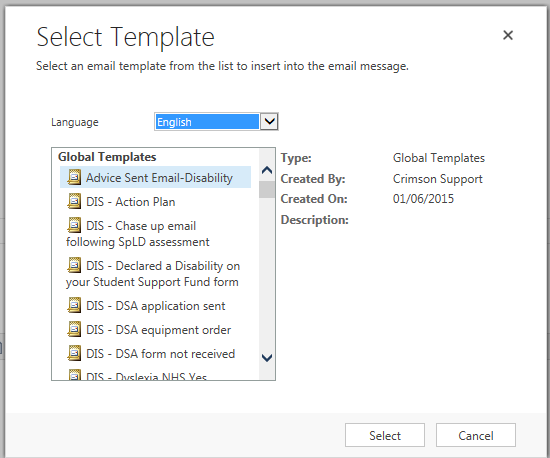 Select Template
Select an email template from the list to insert into the email message.
Language
English
Global Templates
Advice Sent Email-Disability
DIS - Action Plan
DIS - Chase up email
following SpLD assessment
DIS - Declared a Disability on
your Student Support Fund form
DIS - DSA application sent
DIS - DSA equipment order
DIS - DSA form not received
DIS - Dyslexia NHS Yes
Type: Global Templates
Created By: Crimson Support
Created On: 01/06/2015
Description:
Select
Cancel